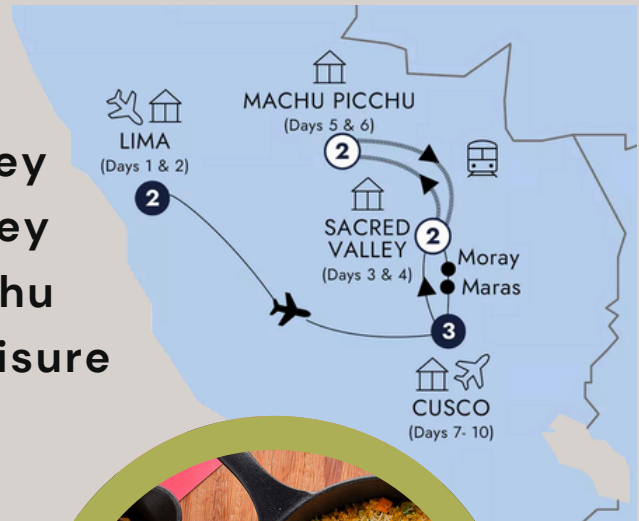 ey
ey
hu
isure
LIMA
(Days 1 & 2)
2
MACHU PICCHU
(Days 5 & 6)
2
SACRED
VALLEY
(Days 3 & 4)
2
Moray
Maras
3
CUSCO
(Days 7- 10)